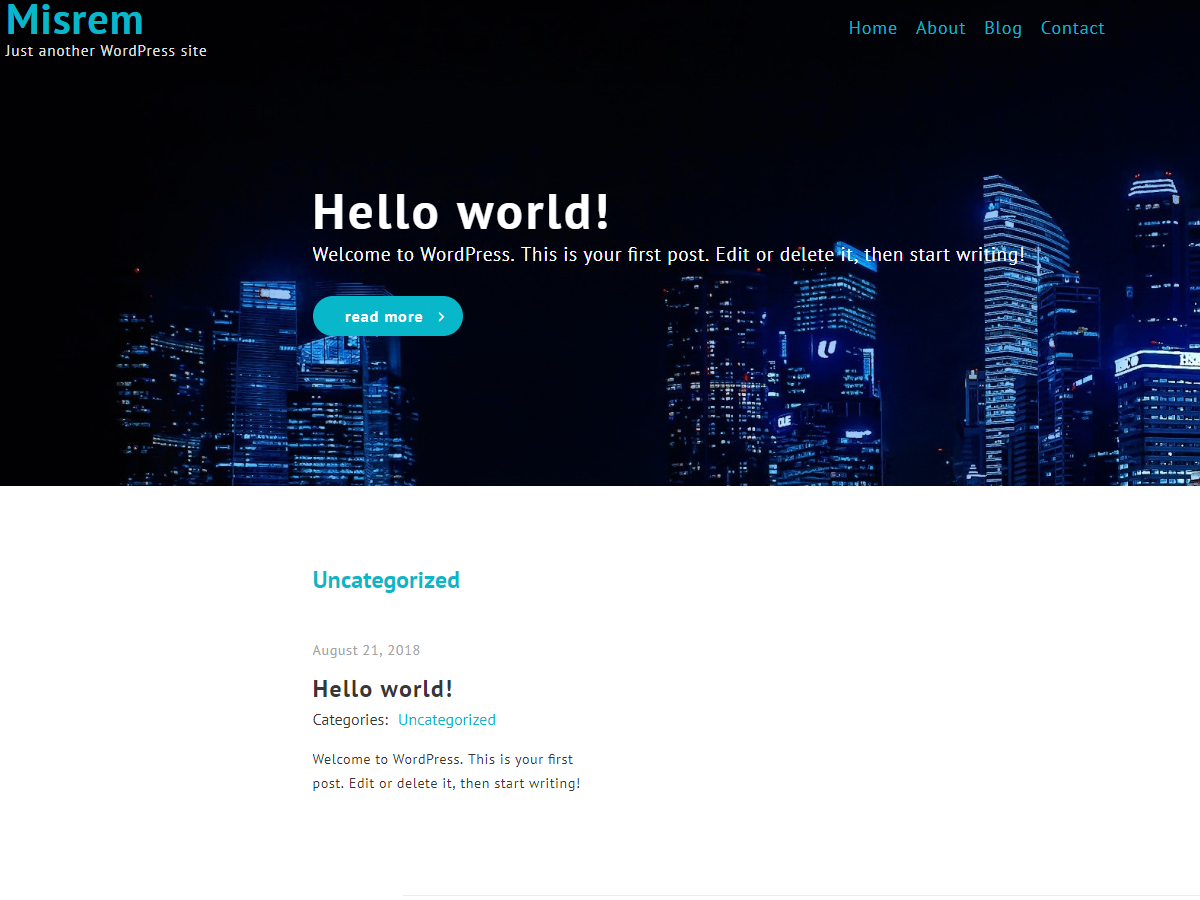 Misrem
Just another WordPress site
Home About Blog Contact
Hello world!
Welcome to WordPress. This is your first post. Edit or delete it, then start writing!
read more
OUE
Uncategorized
August 21, 2018
Hello world!
Categories: Uncategorized
Welcome to WordPress. This is your first
post. Edit or delete it, then start writing!